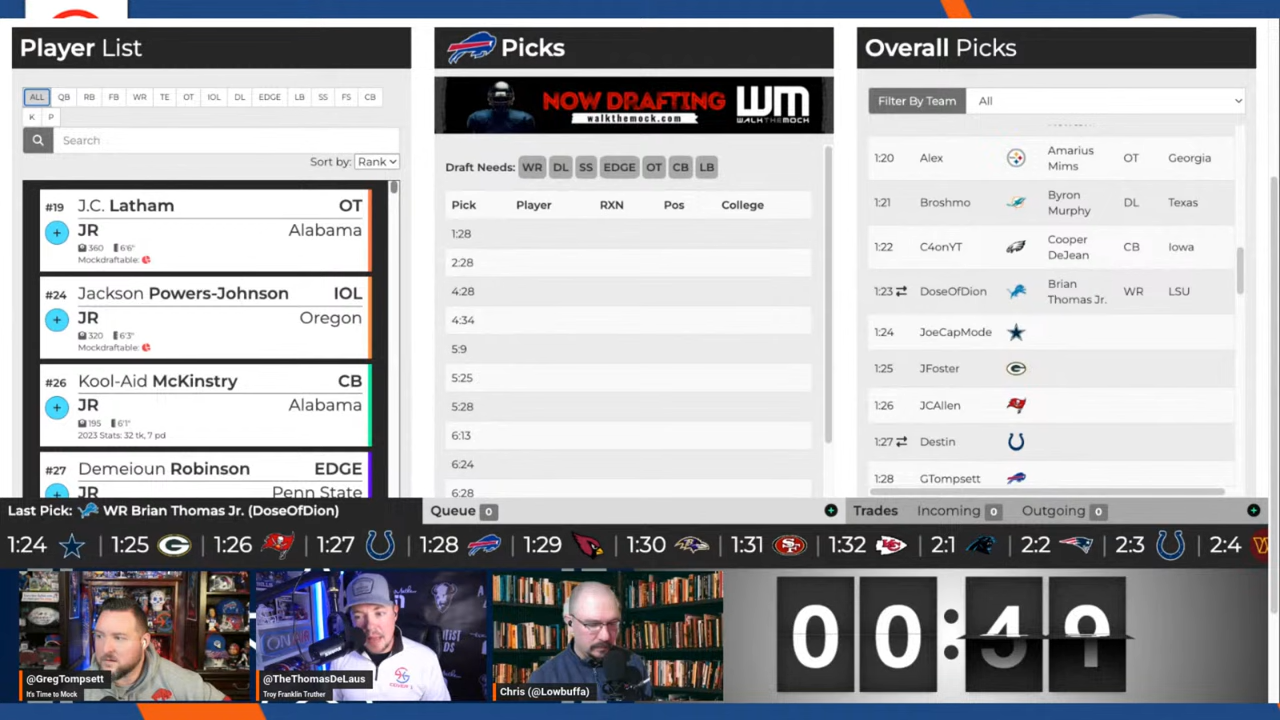 Player List
ALL QB RB FB WR TE OT IOL DL EDGE LB SS FS CB
K P
Search
Sort by: Rank
#19 J.C. Latham OT
JR Alabama
360 6'6"
Mockdraftable:
#24 Jackson Powers-Johnson IOL
JR Oregon
320 6'3"
Mockdraftable:
#26 Kool-Aid McKinstry CB
JR Alabama
195 6'1"
2023 Stats: 32 tk, 7 pd
#27 Demeioun Robinson EDGE
JR Penn State
Picks
NOW DRAFTING WM
walkthemock.com WALKTHEMOCK
Draft Needs: WR DL SS EDGE OT CB LB
Pick Player RXN Pos College
1:28
2:28
4:28
4:34
5:9
5:25
5:28
6:13
6:24
6:28
Overall Picks
Filter By Team All
1:20 Alex Amarius Mims OT Georgia
1:21 Broshmo Byron Murphy DL Texas
1:22 C4onYT Cooper DeJean CB Iowa
1:23 DoseOfDion Brian Thomas Jr. WR LSU
1:24 JoeCapMode
1:25 JFoster
1:26 JCAllen
1:27 Destin
1:28 GTompsett
Last Pick: WR Brian Thomas Jr. (DoseOfDion)
Queue 0
Trades Incoming 0 Outgoing 0
1:24 1:25 1:26 1:27 1:28 1:29 1:30 1:31 1:32 2:1 2:2 2:3 2:4
@GregTompsett
It's Time to Mock
@TheThomasDeLaus
Troy Franklin Truther
Chris (@Lowbuffa)
00:49